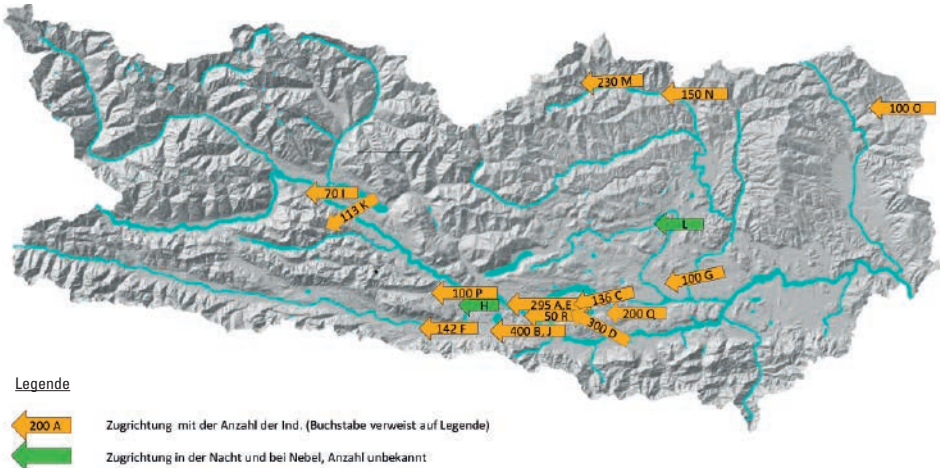 230 M
150 N
100 O
70 I
113 K
L
100 G
100 P
H
295 A,E
136 C
50 R
200 Q
300 D
142 F
400 B, J
Legende
200 A
Zugrichtung mit der Anzahl der Ind. (Buchstabe verweist auf Legende)
Zugrichtung in der Nacht und bei Nebel, Anzahl unbekannt